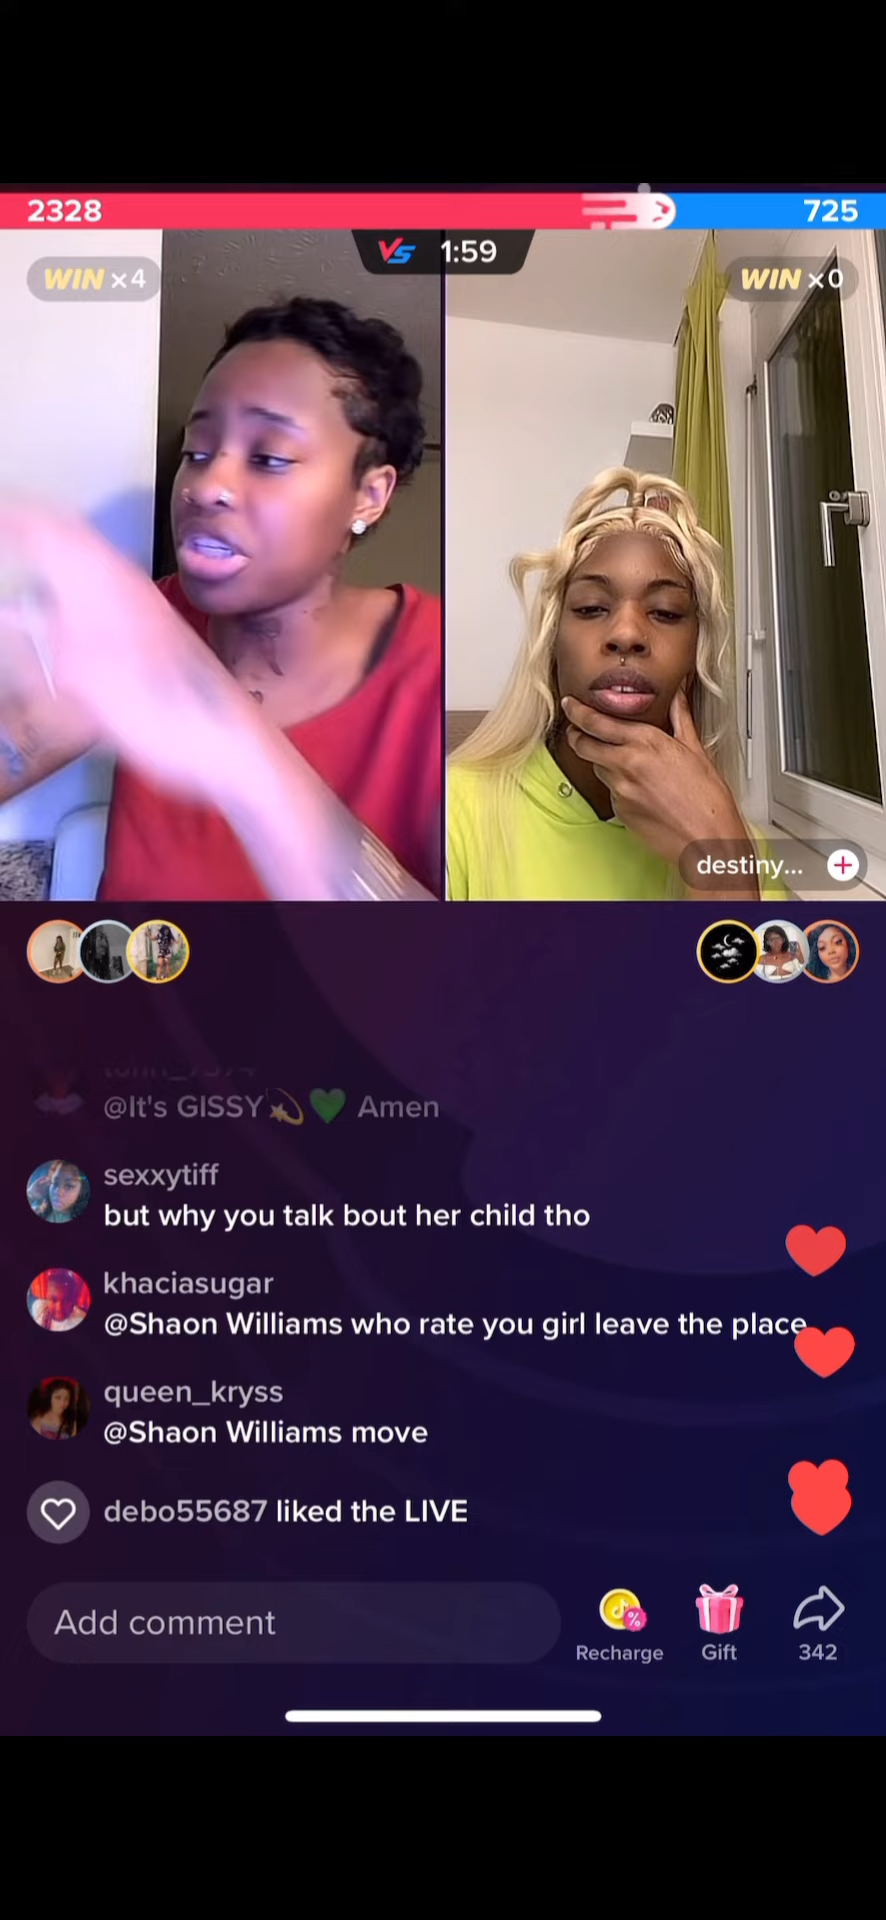 2328
725
VS 1:59
WIN x4
WIN x0
destiny...
@It's GISSY💫💚 Amen
sexxytiff
but why you talk bout her child tho
khaciasugar
@Shaon Williams who rate you girl leave the place
queen_kryss
@Shaon Williams move
debo55687 liked the LIVE
Add comment
Recharge
Gift
342